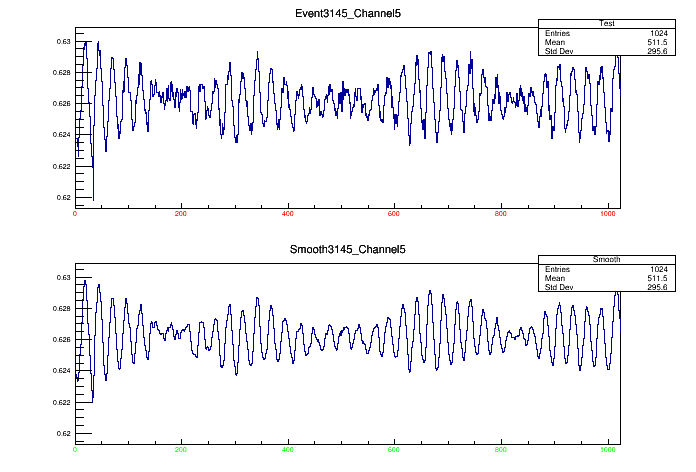 Event3145_Channel5
Test
Entries 1024
Mean 511.5
Std Dev 295.6
0.63
0.628
0.626
0.624
0.622
0.62
0 200 400 600 800 1000
Smooth3145_Channel5
Smooth
Entries 1024
Mean 511.5
Std Dev 295.6
0.63
0.628
0.626
0.624
0.622
0.62
0 200 400 600 800 1000